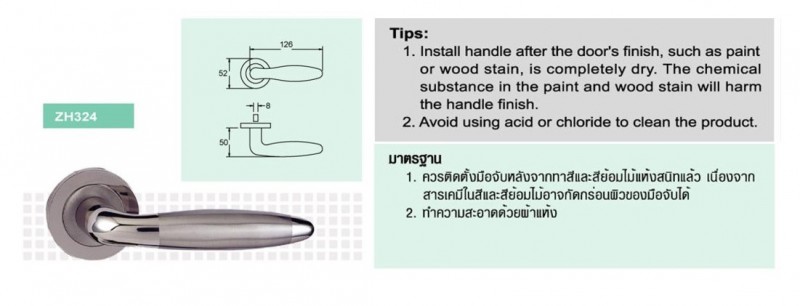 126
52
8
50
ZH324
Tips:
1. Install handle after the door's finish, such as paint
or wood stain, is completely dry. The chemical
substance in the paint and wood stain will harm
the handle finish.
2. Avoid using acid or chloride to clean the product.
มาตรฐาน
1. ควรติดตั้งมือจับหลังจากทาสีและสีย้อมไม้แห้งสนิทแล้ว เนื่องจาก
สารเคมีในสีและสีย้อมไม้อาจกัดกร่อนผิวของมือจับได้
2. ทำความสะอาดด้วยผ้าแห้ง